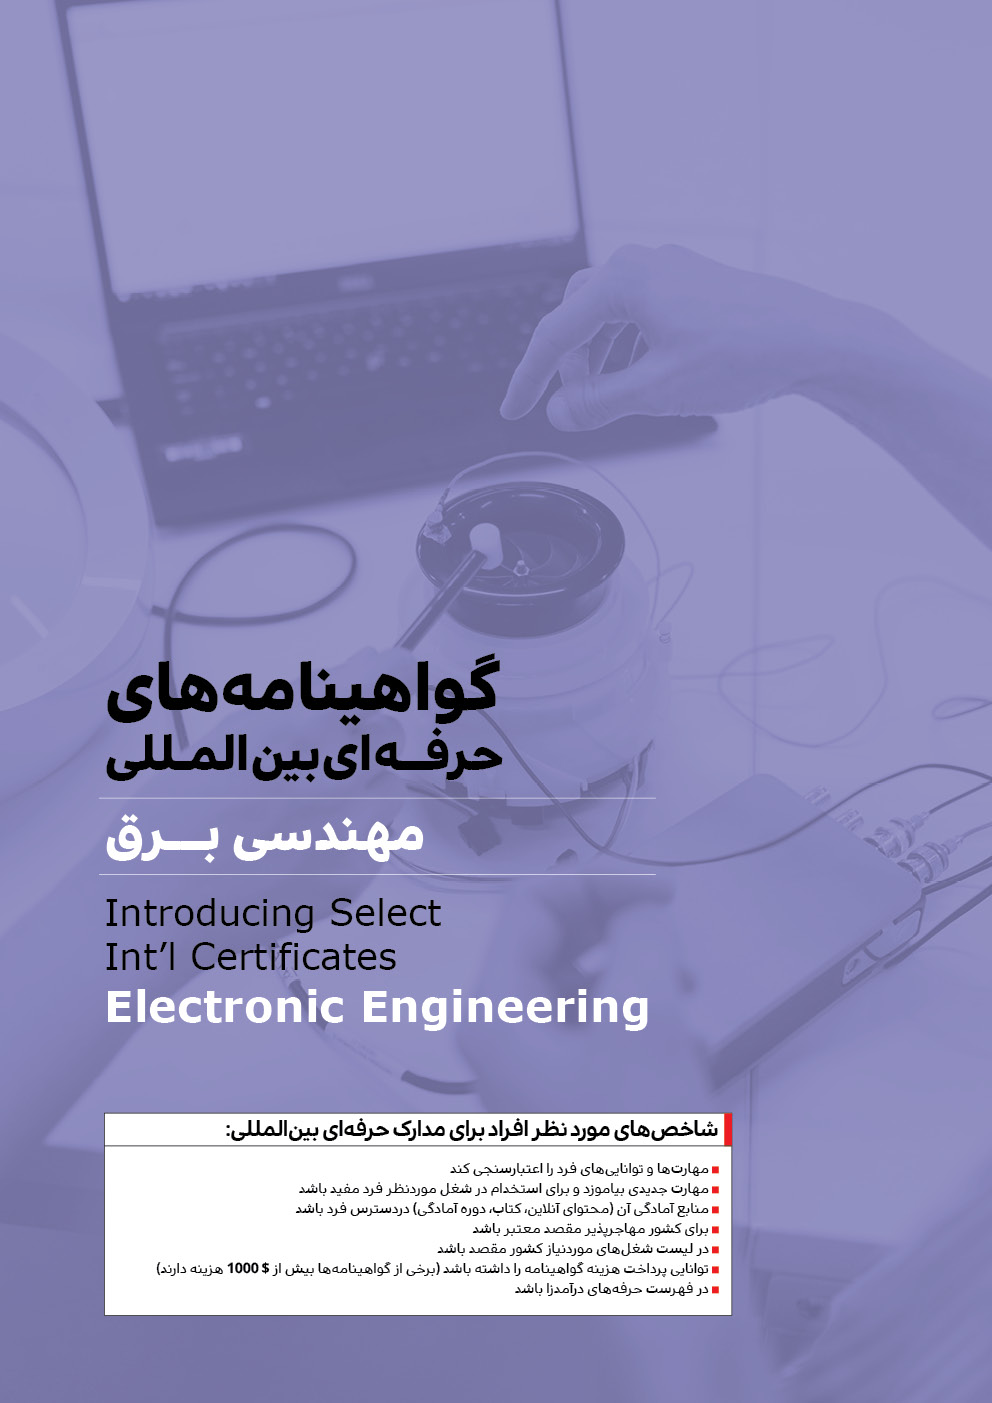 گواهینامه‌های
حرفه‌ای بین‌المللی
مهندسی برق
Introducing Select
Int’l Certificates
Electronic Engineering
شاخص‌های مورد نظر افراد برای مدارک حرفه‌ای بین‌المللی:
مهارت‌ها و توانایی‌های فرد را اعتبارسنجی کند
مهارت جدیدی بیاموزد و برای استخدام در شغل موردنظر فرد مفید باشد
منابع آمادگی آن (محتوای آنلاین، کتاب، دوره آمادگی) دردسترس فرد باشد
برای کشور مهاجرپذیر مقصد معتبر باشد
در لیست شغل‌های موردنیاز کشور مقصد باشد
توانایی پرداخت هزینه گواهینامه را داشته باشد (برخی از گواهینامه‌ها بیش از $ 1000 هزینه دارند)
در فهرست حرفه‌های درآمدزا باشد